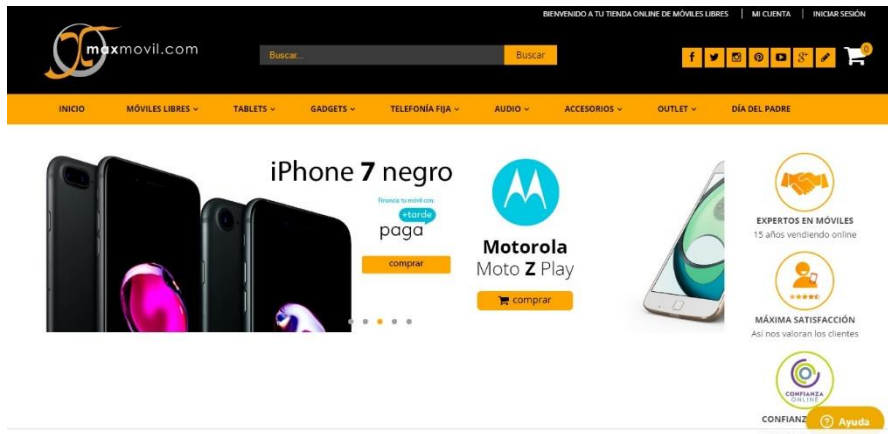 BIENVENIDO A TU TIENDA ONLINE DE MÓVILES LIBRES | MI CUENTA | INICIAR SESIÓN
maxmovil.com
Buscar...
Buscar
0
INICIO MÓVILES LIBRES TABLETS GADGETS TELEFONÍA FIJA AUDIO ACCESORIOS OUTLET DÍA DEL PADRE
iPhone 7 negro
Financia tu móvil con:
+tarde
paga
comprar
Motorola
Moto Z Play
comprar
EXPERTOS EN MÓVILES
15 años vendiendo online
MÁXIMA SATISFACCIÓN
Asi nos valoran los clientes
CONFIANZA
ONLINE
CONFIANZ
Ayuda